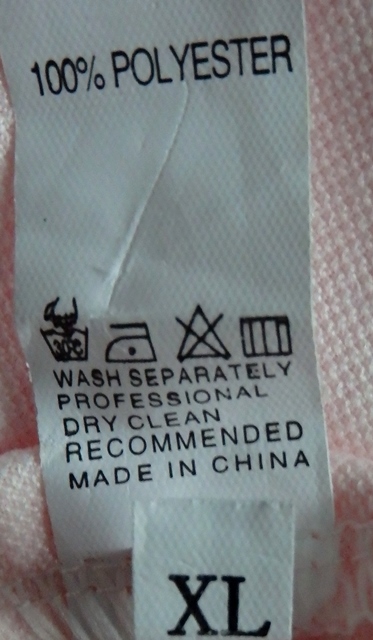 100% POLYESTER
WASH SEPARATELY
PROFESSIONAL
DRY CLEAN
RECOMMENDED
MADE IN CHINA
XL